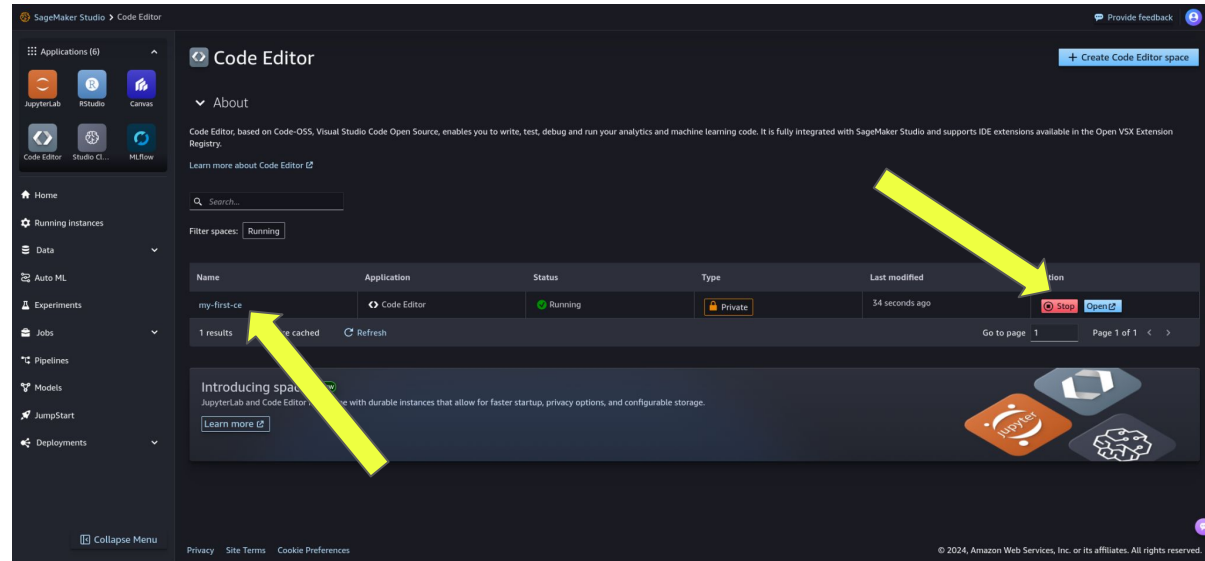 SageMaker Studio > Code Editor
Provide feedback
Applications (6)
JupyterLab
RStudio
Canvas
Code Editor
Studio Cl...
MLflow
Home
Running instances
Data
Auto ML
Experiments
Jobs
Pipelines
Models
JumpStart
Deployments
Collapse Menu
Code Editor
+ Create Code Editor space
About
Code Editor, based on Code-OSS, Visual Studio Code Open Source, enables you to write, test, debug and run your analytics and machine learning code. It is fully integrated with SageMaker Studio and supports IDE extensions available in the Open VSX Extension
Registry.
Learn more about Code Editor
Search...
Filter spaces: Running
Name Application Status Type Last modified tion
my-first-ce Code Editor Running Private 34 seconds ago Stop Open
1 results cached Refresh Go to page 1 Page 1 of 1 < >
Introducing spac
JupyterLab and Code Editor with durable instances that allow for faster startup, privacy options, and configurable storage.
Learn more
jupyter
Privacy Site Terms Cookie Preferences
© 2024, Amazon Web Services, Inc. or its affiliates. All rights reserved.